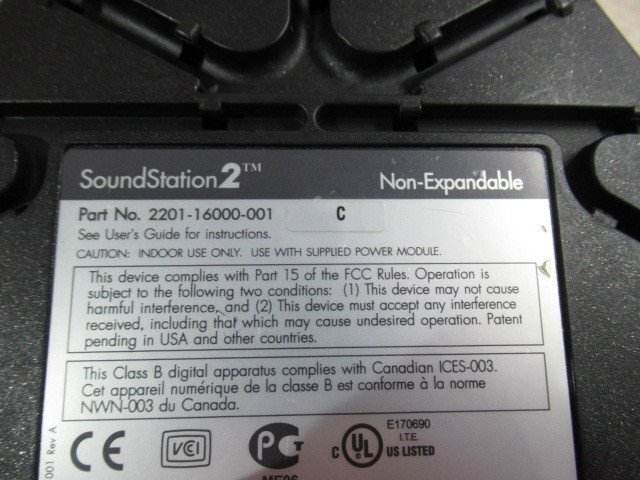 SoundStation2™ Non-Expandable
Part No. 2201-16000-001 C
See User's Guide for instructions.
CAUTION: INDOOR USE ONLY. USE WITH SUPPLIED POWER MODULE.
This device complies with Part 15 of the FCC Rules. Operation is
subject to the following two conditions: (1) This device may not cause
harmful interference, and (2) This device must accept any interference
received, including that which may cause undesired operation. Patent
pending in USA and other countries.
This Class B digital apparatus complies with Canadian ICES-003.
Cet appareil numérique de la classe B est conforme à la norme
NWN-003 du Canada.
001 Rev A
CE
VCI
PCT
C UL US LISTED
E170690
I.T.E.
ME06